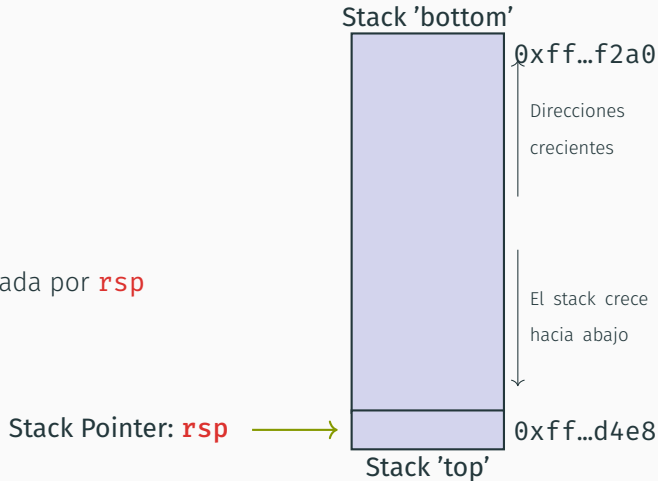 Stack 'bottom'
0xff…f2a0
Direcciones
crecientes
ada por rsp
El stack crece
hacia abajo
Stack Pointer: rsp
0xff…d4e8
Stack 'top'